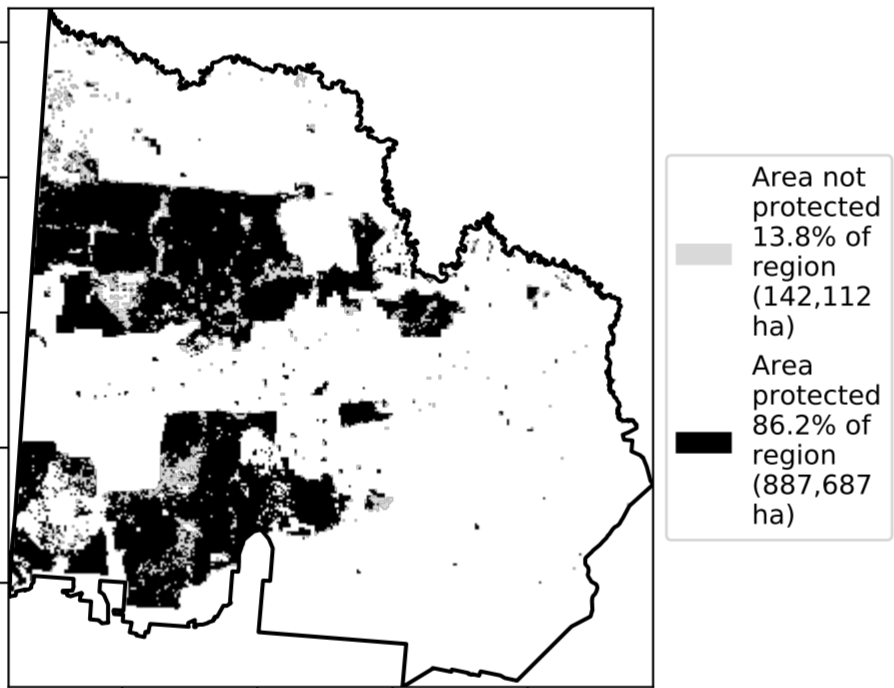 Area not
protected
13.8% of
region
(142,112
ha)
Area
protected
86.2% of
region
(887,687
ha)